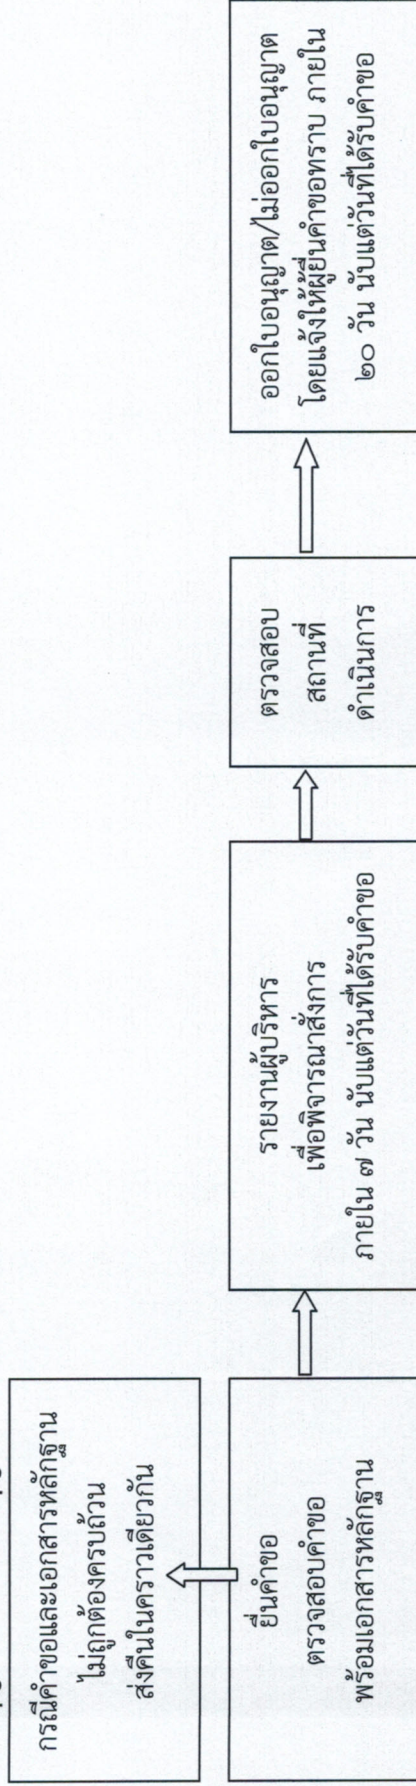 กรณีคำขอและเอกสารหลักฐาน
ไม่ถูกต้องครบถ้วน
ส่งคืนในคราวเดียวกัน
ยื่นคำขอ
ตรวจสอบคำขอ
พร้อมเอกสารหลักฐาน
รายงานผู้บริหาร
เพื่อพิจารณาสั่งการ
ภายใน ๗ วัน นับแต่วันที่ได้รับคำขอ
ตรวจสอบ
สถานที่
ดำเนินการ
ออกใบอนุญาต/ไม่ออกใบอนุญาต
โดยแจ้งให้ผู้ยื่นคำขอทราบ ภายใน
๒๐ วัน นับแต่วันที่ได้รับคำขอ